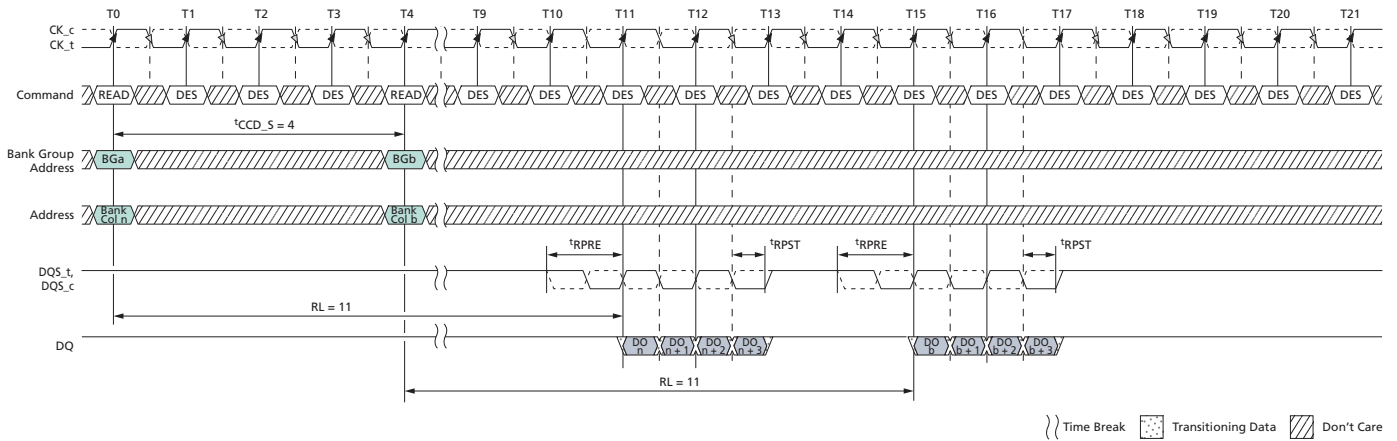 T0 T1 T2 T3 T4 T9 T10 T11 T12 T13 T14 T15 T16 T17 T18 T19 T20 T21
CK_c
CK_t
Command READ DES DES DES READ DES DES DES DES DES DES DES DES DES DES DES DES DES
tCCD_S = 4
Bank Group
Address
BGa BGb
Address
Bank
Col n
Bank
Col b
tRPRE tRPST tRPRE tRPST
DQS_t,
DQS_c
RL = 11
DQ
DO
n
DO
n + 1
DO
n + 2
DO
n + 3
DO
b
DO
b + 1
DO
b + 2
DO
b + 3
RL = 11
Time Break Transitioning Data Don't Care